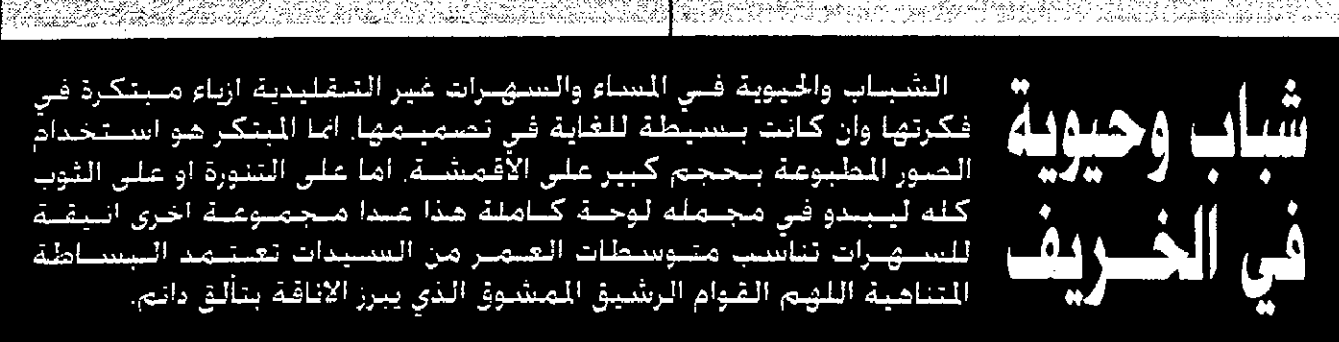 شباب وحيوية
في الخريف
الشباب والحيوية في المساء والسهرات غير التقليدية ازياء مبتكرة في
فكرتها وان كانت بسيطة للغاية في تصميمها. انما المبتكر هو استخدام
الصور المطبوعة بحجم كبير على الأقمشة. اما على التنورة او على الثوب
كله ليبدو في مجمله لوحة كاملة هذا عدا مجموعة اخرى انيقة
للسهرات تناسب متوسطات العمر من السيدات تعتمد البساطة
المتناهية اللهم القوام الرشيق الممشوق الذي يبرز الاناقة بتألق دائم.